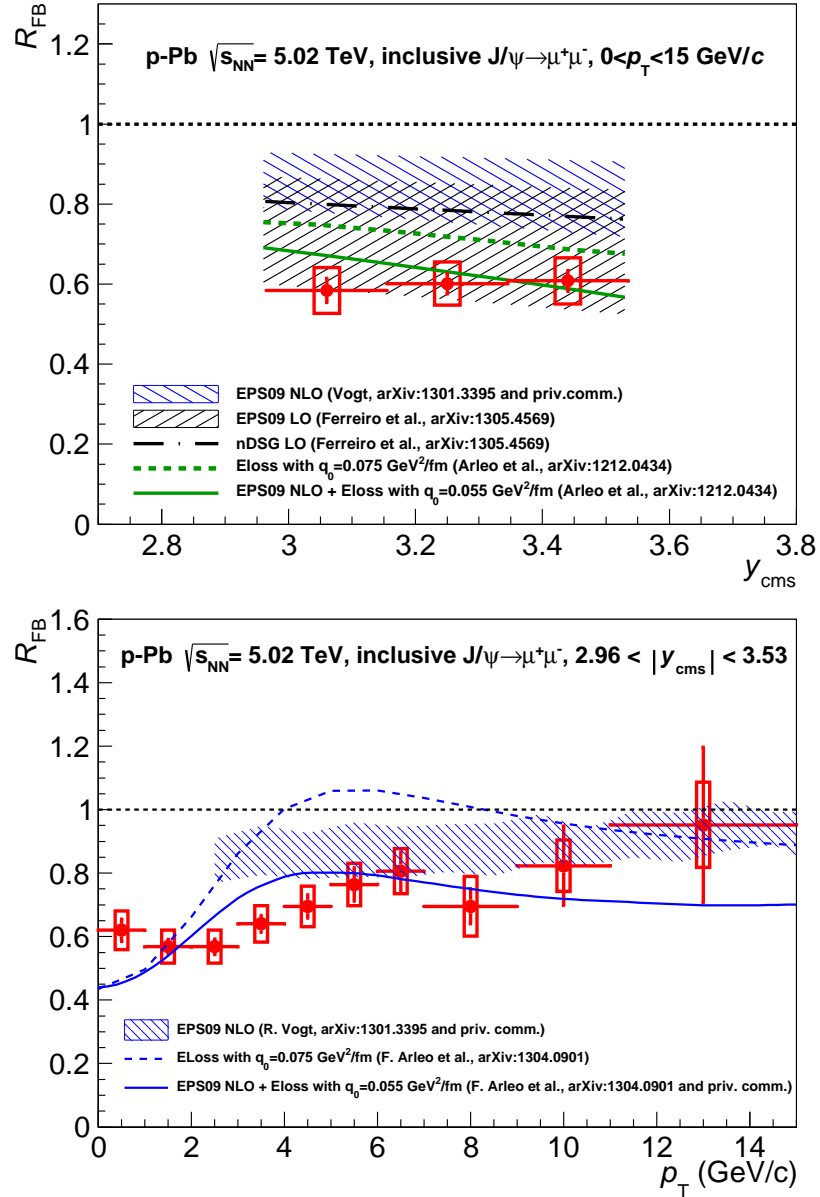 R_FB
p-Pb √s_NN = 5.02 TeV, inclusive J/ψ→μ⁺μ⁻, 0<p_T<15 GeV/c
1.2
1
0.8
0.6
0.4
0.2
0
EPS09 NLO (Vogt, arXiv:1301.3395 and priv.comm.)
EPS09 LO (Ferreiro et al., arXiv:1305.4569)
nDSG LO (Ferreiro et al., arXiv:1305.4569)
Eloss with q₀=0.075 GeV²/fm (Arleo et al., arXiv:1212.0434)
EPS09 NLO + Eloss with q₀=0.055 GeV²/fm (Arleo et al., arXiv:1212.0434)
2.8 3 3.2 3.4 3.6 3.8
y_cms
R_FB
p-Pb √s_NN = 5.02 TeV, inclusive J/ψ→μ⁺μ⁻, 2.96 < |y_cms| < 3.53
1.6
1.4
1.2
1
0.8
0.6
0.4
0.2
0
EPS09 NLO (R. Vogt, arXiv:1301.3395 and priv. comm.)
ELoss with q₀=0.075 GeV²/fm (F. Arleo et al., arXiv:1304.0901)
EPS09 NLO + Eloss with q₀=0.055 GeV²/fm (F. Arleo et al., arXiv:1304.0901 and priv. comm.)
0 2 4 6 8 10 12 14
p_T (GeV/c)